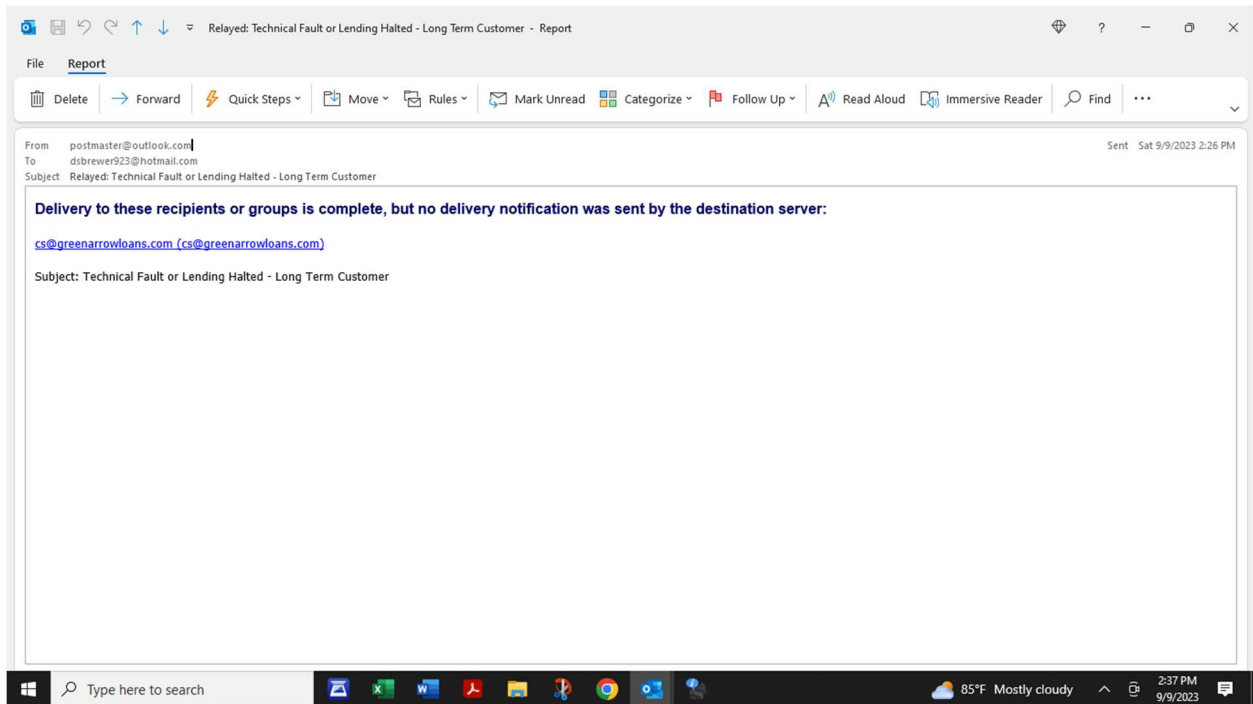 Relayed: Technical Fault or Lending Halted - Long Term Customer - Report
?
File Report
Delete Forward Quick Steps Move Rules Mark Unread Categorize Follow Up Read Aloud Immersive Reader Find ...
From postmaster@outlook.com Sent Sat 9/9/2023 2:26 PM
To dsbrewer923@hotmail.com
Subject Relayed: Technical Fault or Lending Halted - Long Term Customer
Delivery to these recipients or groups is complete, but no delivery notification was sent by the destination server:
cs@greenarrowloans.com (cs@greenarrowloans.com)
Subject: Technical Fault or Lending Halted - Long Term Customer
Type here to search 85°F Mostly cloudy 2:37 PM
9/9/2023